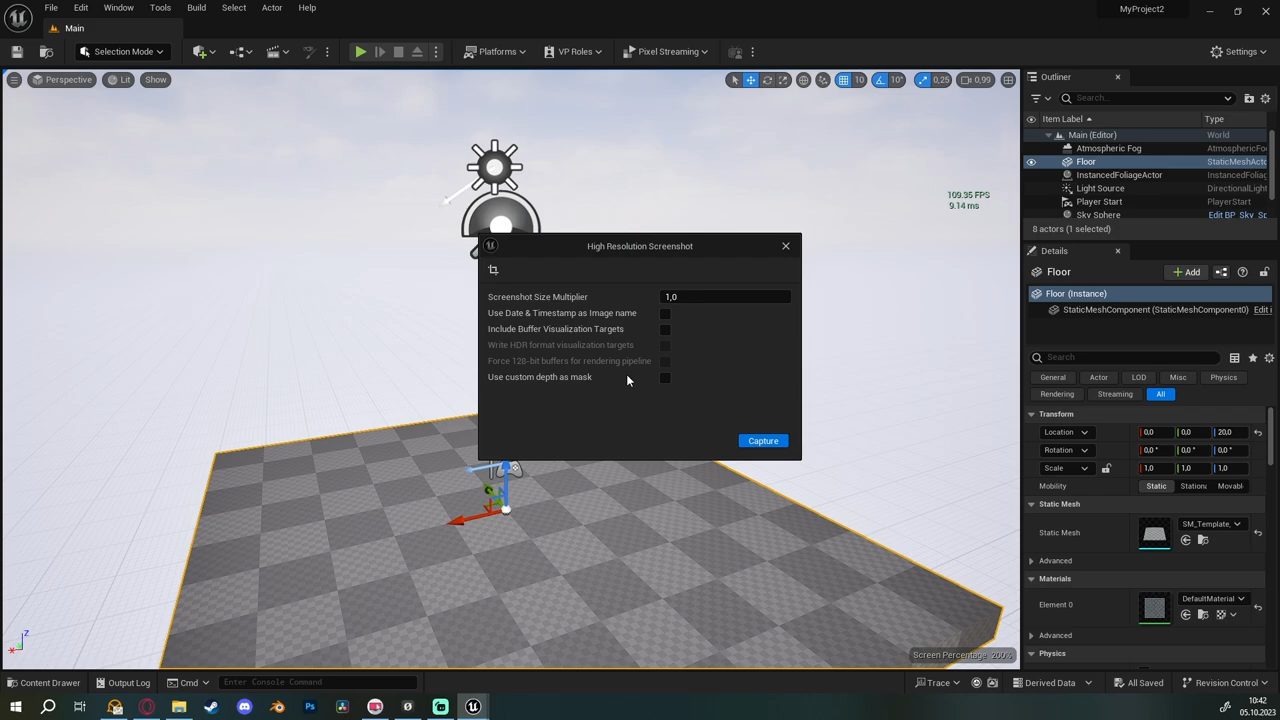 File Edit Window Tools Build Select Actor Help
MyProject2
Main
Selection Mode
Platforms
VP Roles
Pixel Streaming
Settings
Perspective Lit Show
10 10° 0,25 0,99
109.35 FPS
9.14 ms
High Resolution Screenshot
Screenshot Size Multiplier 1,0
Use Date & Timestamp as Image name
Include Buffer Visualization Targets
Write HDR format visualization targets
Force 128-bit buffers for rendering pipeline
Use custom depth as mask
Capture
Z
Screen Percentage 200%
Outliner
Search...
Item Label Type
Main (Editor) World
Atmospheric Fog AtmosphericFo
Floor StaticMeshActo
InstancedFoliageActor InstancedFoliag
Light Source DirectionalLight
Player Start PlayerStart
Sky Sphere Edit BP_Sky_Sp
8 actors (1 selected)
Details
Floor
Add
Floor (Instance)
StaticMeshComponent (StaticMeshComponent0) Edit i
Search
General Actor LOD Misc Physics
Rendering Streaming All
Transform
Location 0,0 0,0 20,0
Rotation 0,0 ° 0,0 ° 0,0 °
Scale 1,0 1,0 1,0
Mobility Static Stationa Movabl
Static Mesh
Static Mesh SM_Template_
Advanced
Materials
Element 0 DefaultMaterial
Advanced
Physics
Content Drawer Output Log Cmd Enter Console Command
Trace Derived Data All Saved Revision Control
10:42
05.10.2023